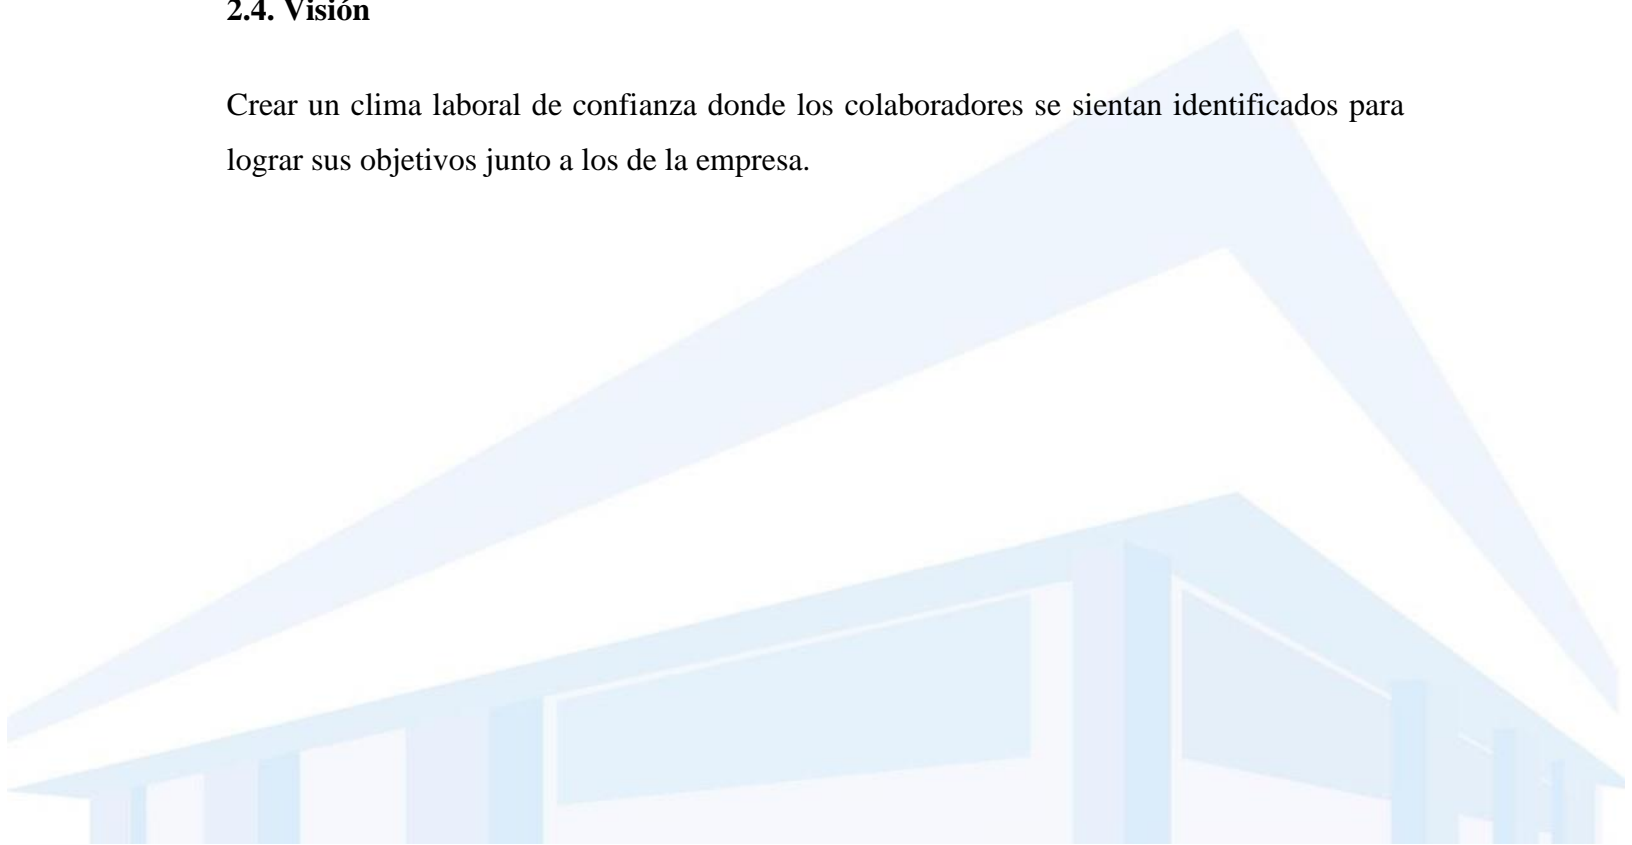 2.4. Visión
Crear un clima laboral de confianza donde los colaboradores se sientan identificados para
lograr sus objetivos junto a los de la empresa.